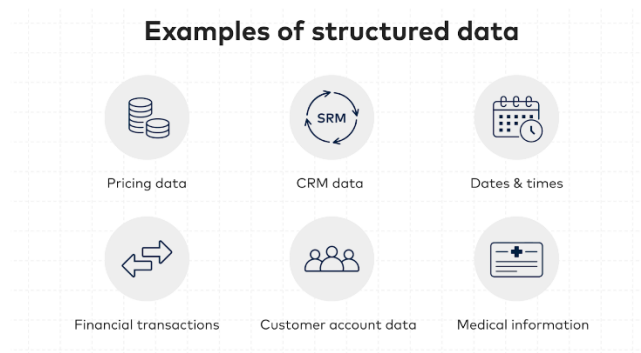 Examples of structured data
SRM
Pricing data
CRM data
Dates & times
Financial transactions
Customer account data
Medical information